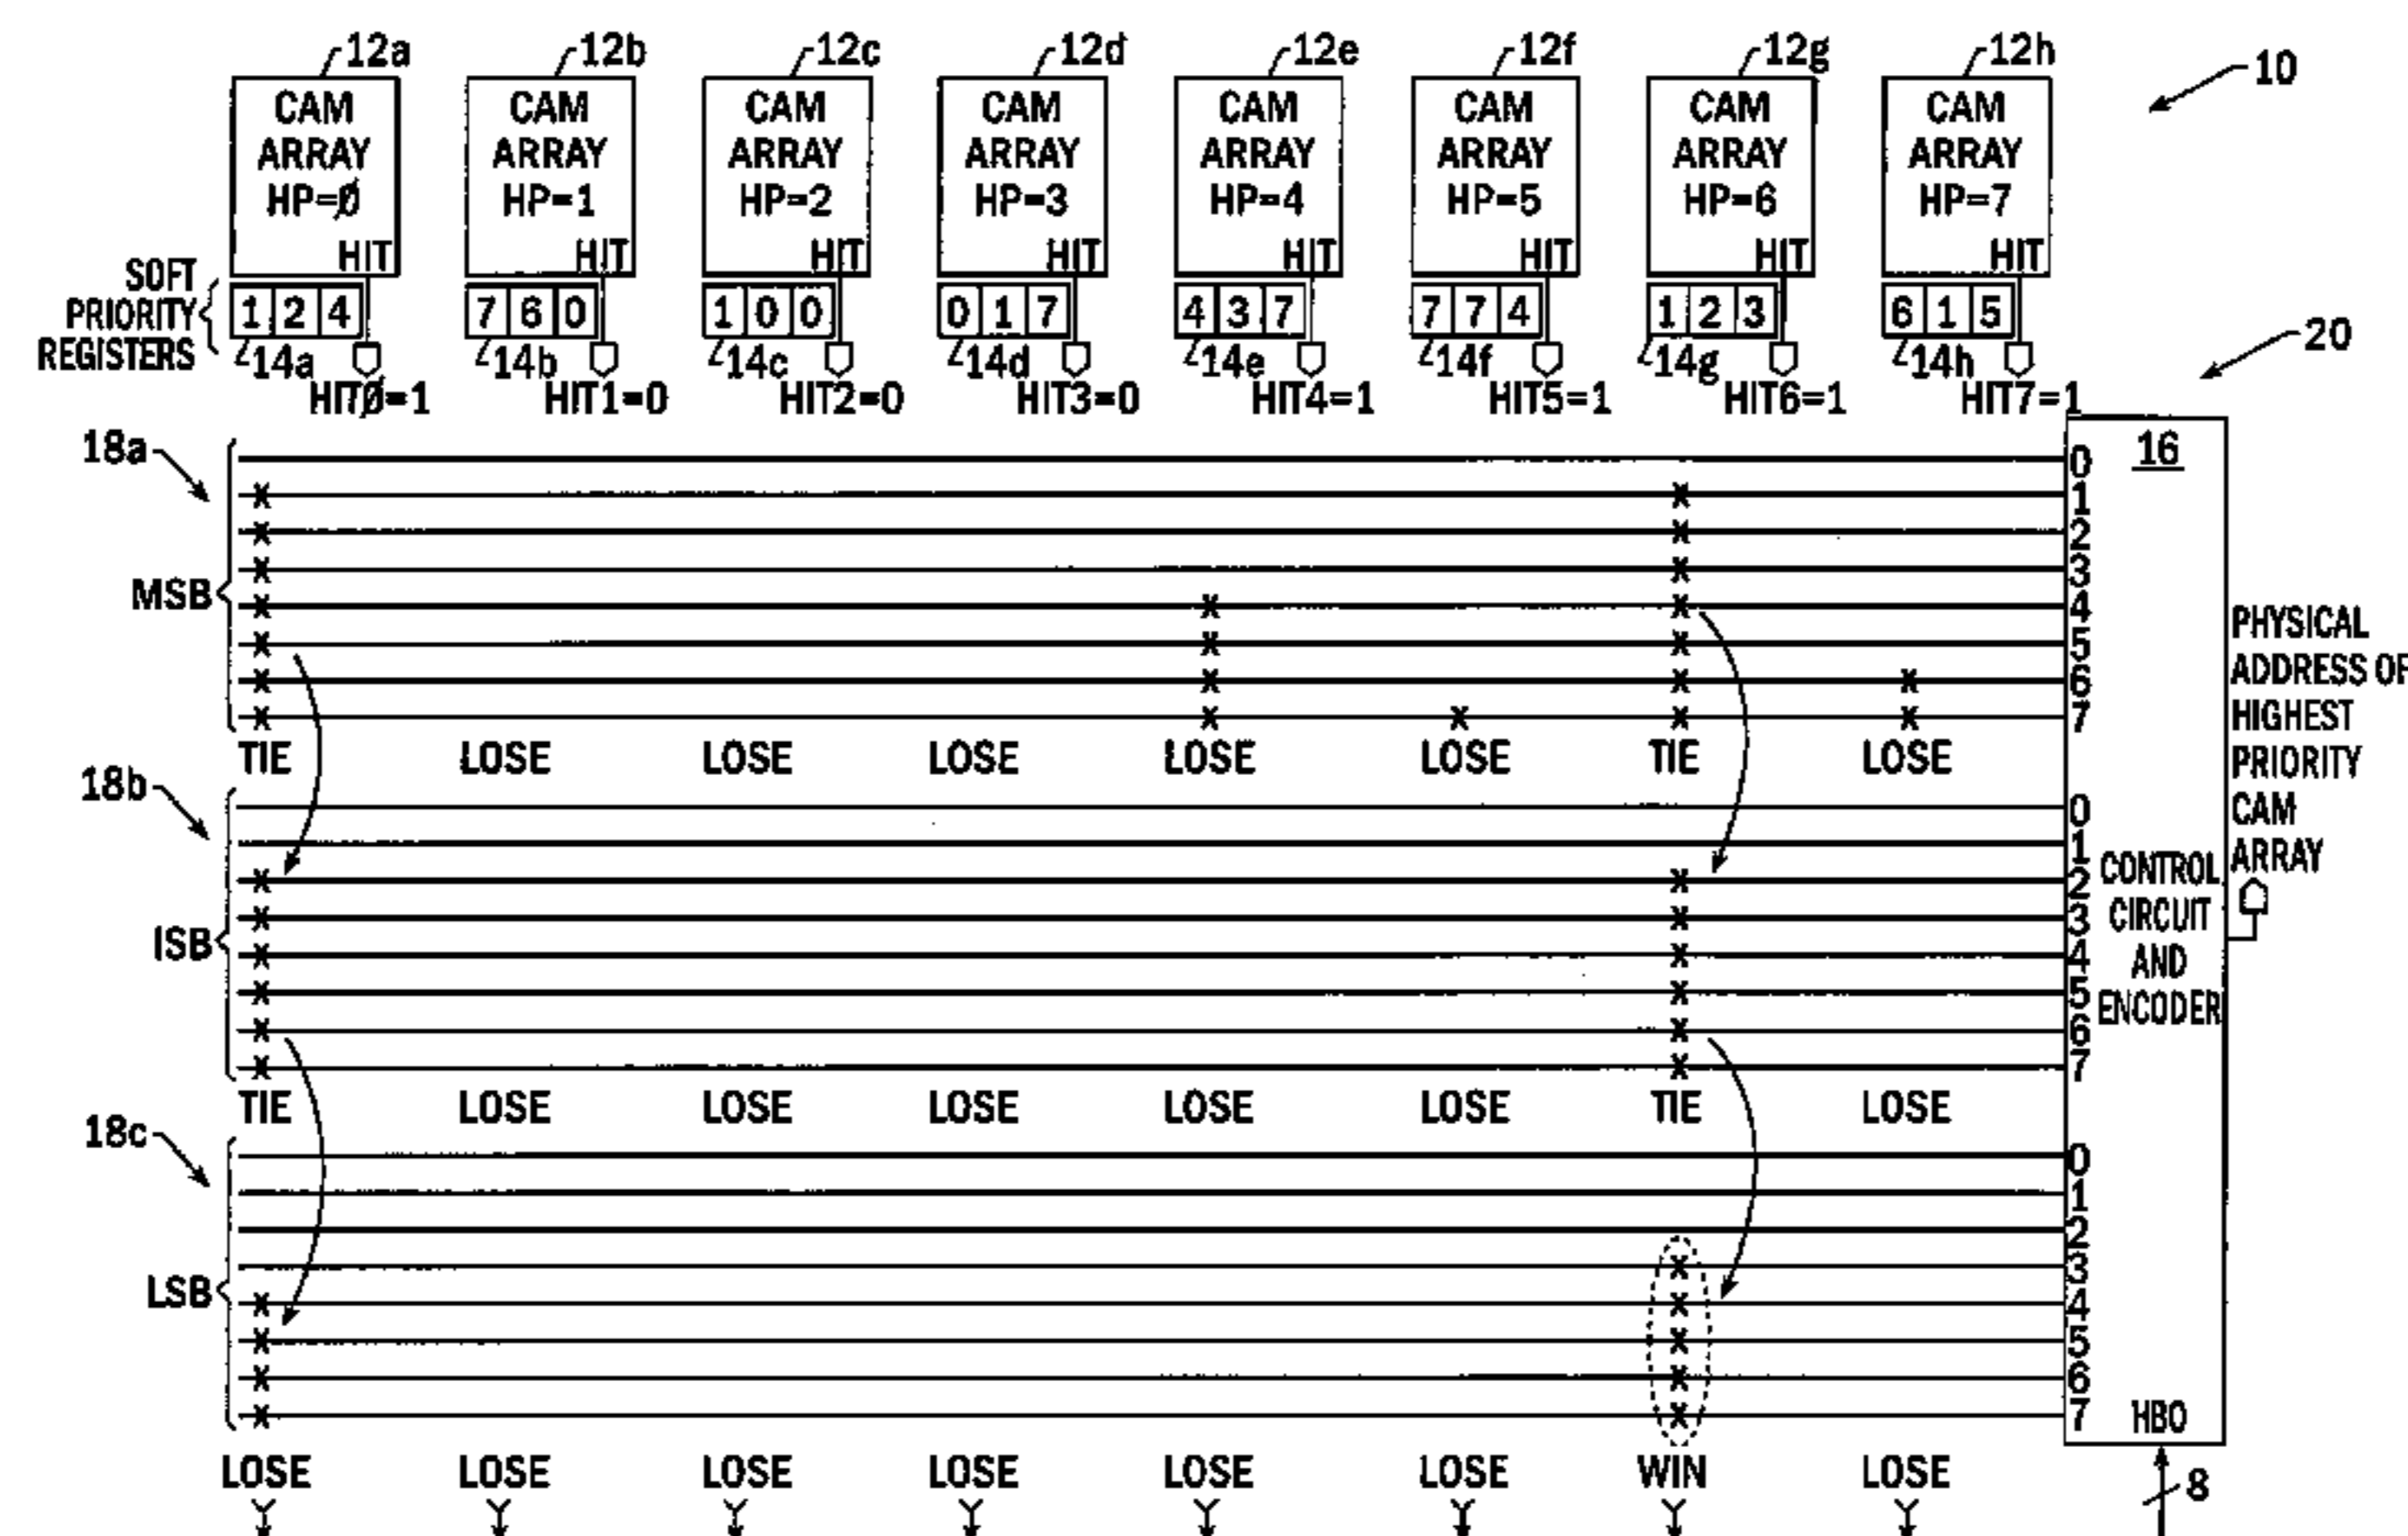 12a 12b 12c 12d 12e 12f 12g 12h
10
CAM ARRAY HP=Ø HIT
CAM ARRAY HP=1 HIT
CAM ARRAY HP=2 HIT
CAM ARRAY HP=3 HIT
CAM ARRAY HP=4 HIT
CAM ARRAY HP=5 HIT
CAM ARRAY HP=6 HIT
CAM ARRAY HP=7 HIT
SOFT
PRIORITY
REGISTERS
1 2 4 7 6 0 1 0 0 0 1 7 4 3 7 7 7 4 1 2 3 6 1 5
20
14a 14b 14c 14d 14e 14f 14g 14h
HITØ=1 HIT1=0 HIT2=0 HIT3=0 HIT4=1 HIT5=1 HIT6=1 HIT7=1
18a
16
MSB
0
X X 1
X X 2
X X 3
X X X 4
X X X 5
X X X X 6
X X X X X 7
TIE LOSE LOSE LOSE LOSE LOSE TIE LOSE
18b
ISB
0
1
X X 2
X X 3
X X 4
X X 5
X X 6
X X 7
TIE LOSE LOSE LOSE LOSE LOSE TIE LOSE
18c
LSB
0
1
2
X 3
X X 4
X X 5
X X 6
X X 7
LOSE LOSE LOSE LOSE LOSE LOSE WIN LOSE
CONTROL
CIRCUIT
AND
ENCODER
HBO
8
PHYSICAL
ADDRESS OF
HIGHEST
PRIORITY
CAM
ARRAY